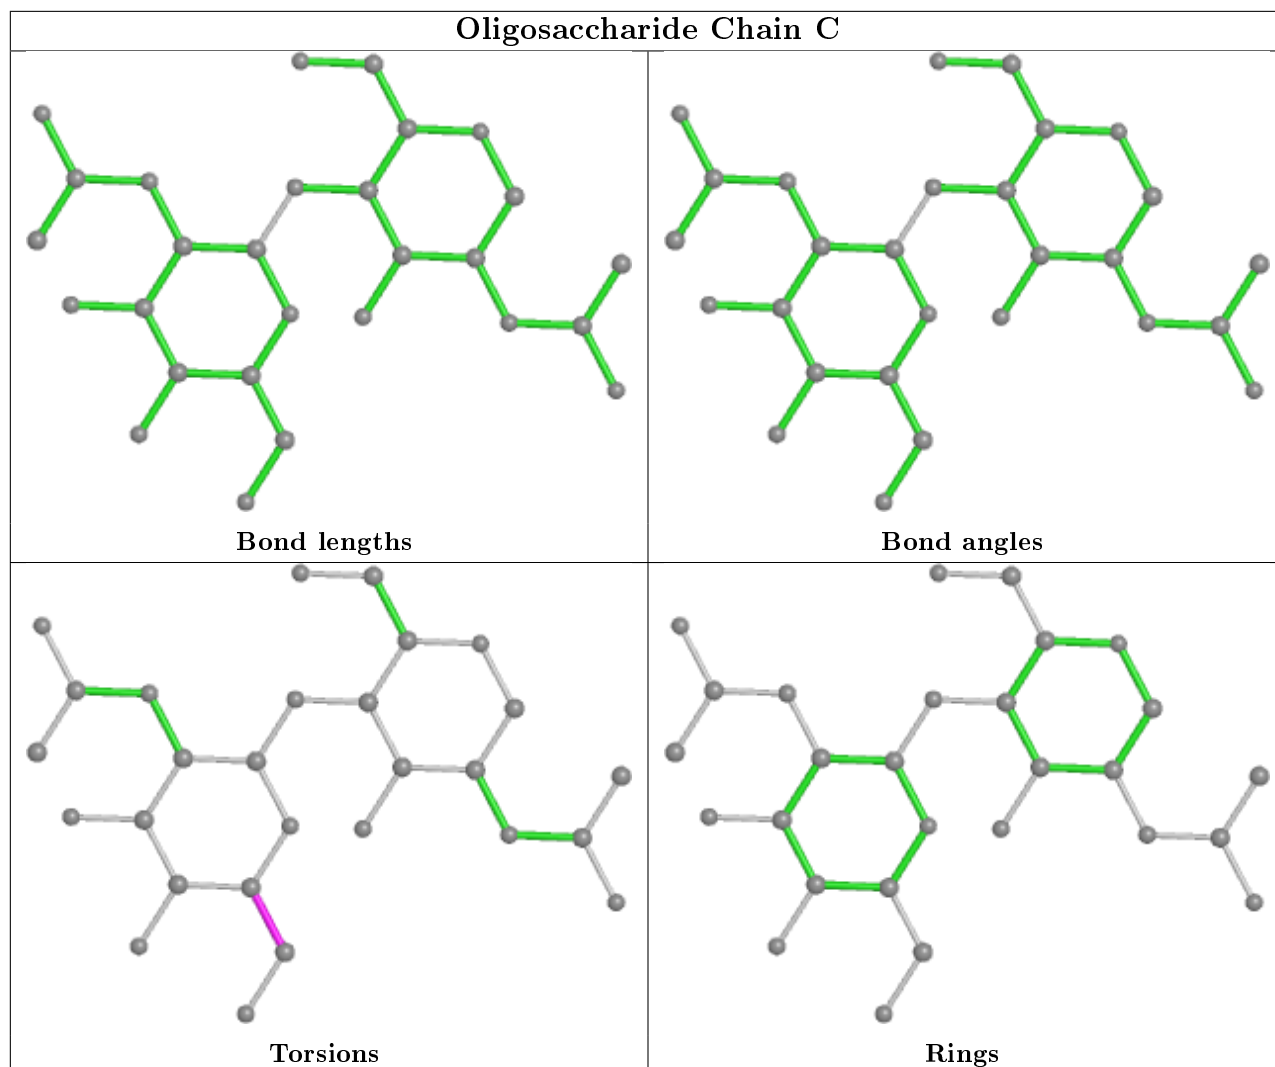 Oligosaccharide Chain C
Bond lengths
Bond angles
Torsions
Rings